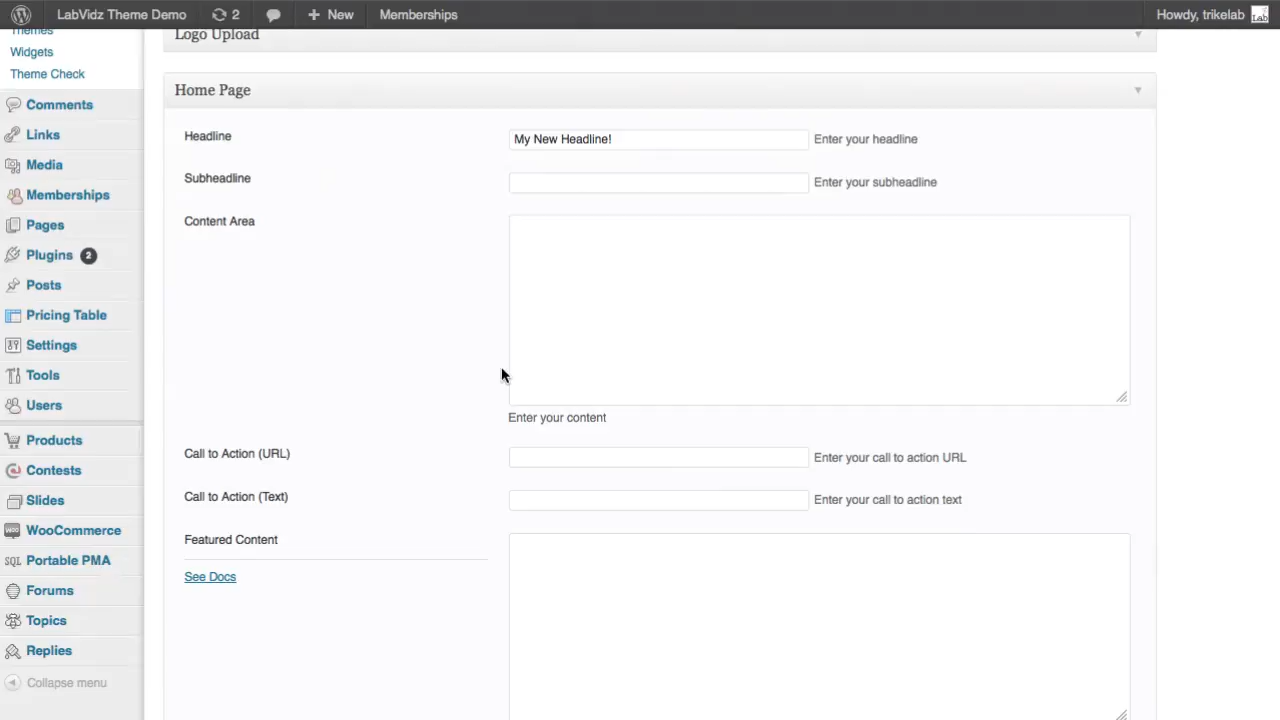 LabVidz Theme Demo 2 New Memberships Howdy, trikelab Lab
Themes
Widgets
Theme Check
Comments
Links
Media
Memberships
Pages
Plugins 2
Posts
Pricing Table
Settings
Tools
Users
Products
Contests
Slides
WooCommerce
SQL Portable PMA
Forums
Topics
Replies
Collapse menu
Logo Upload
Home Page
Headline My New Headline! Enter your headline
Subheadline Enter your subheadline
Content Area
Enter your content
Call to Action (URL) Enter your call to action URL
Call to Action (Text) Enter your call to action text
Featured Content
See Docs